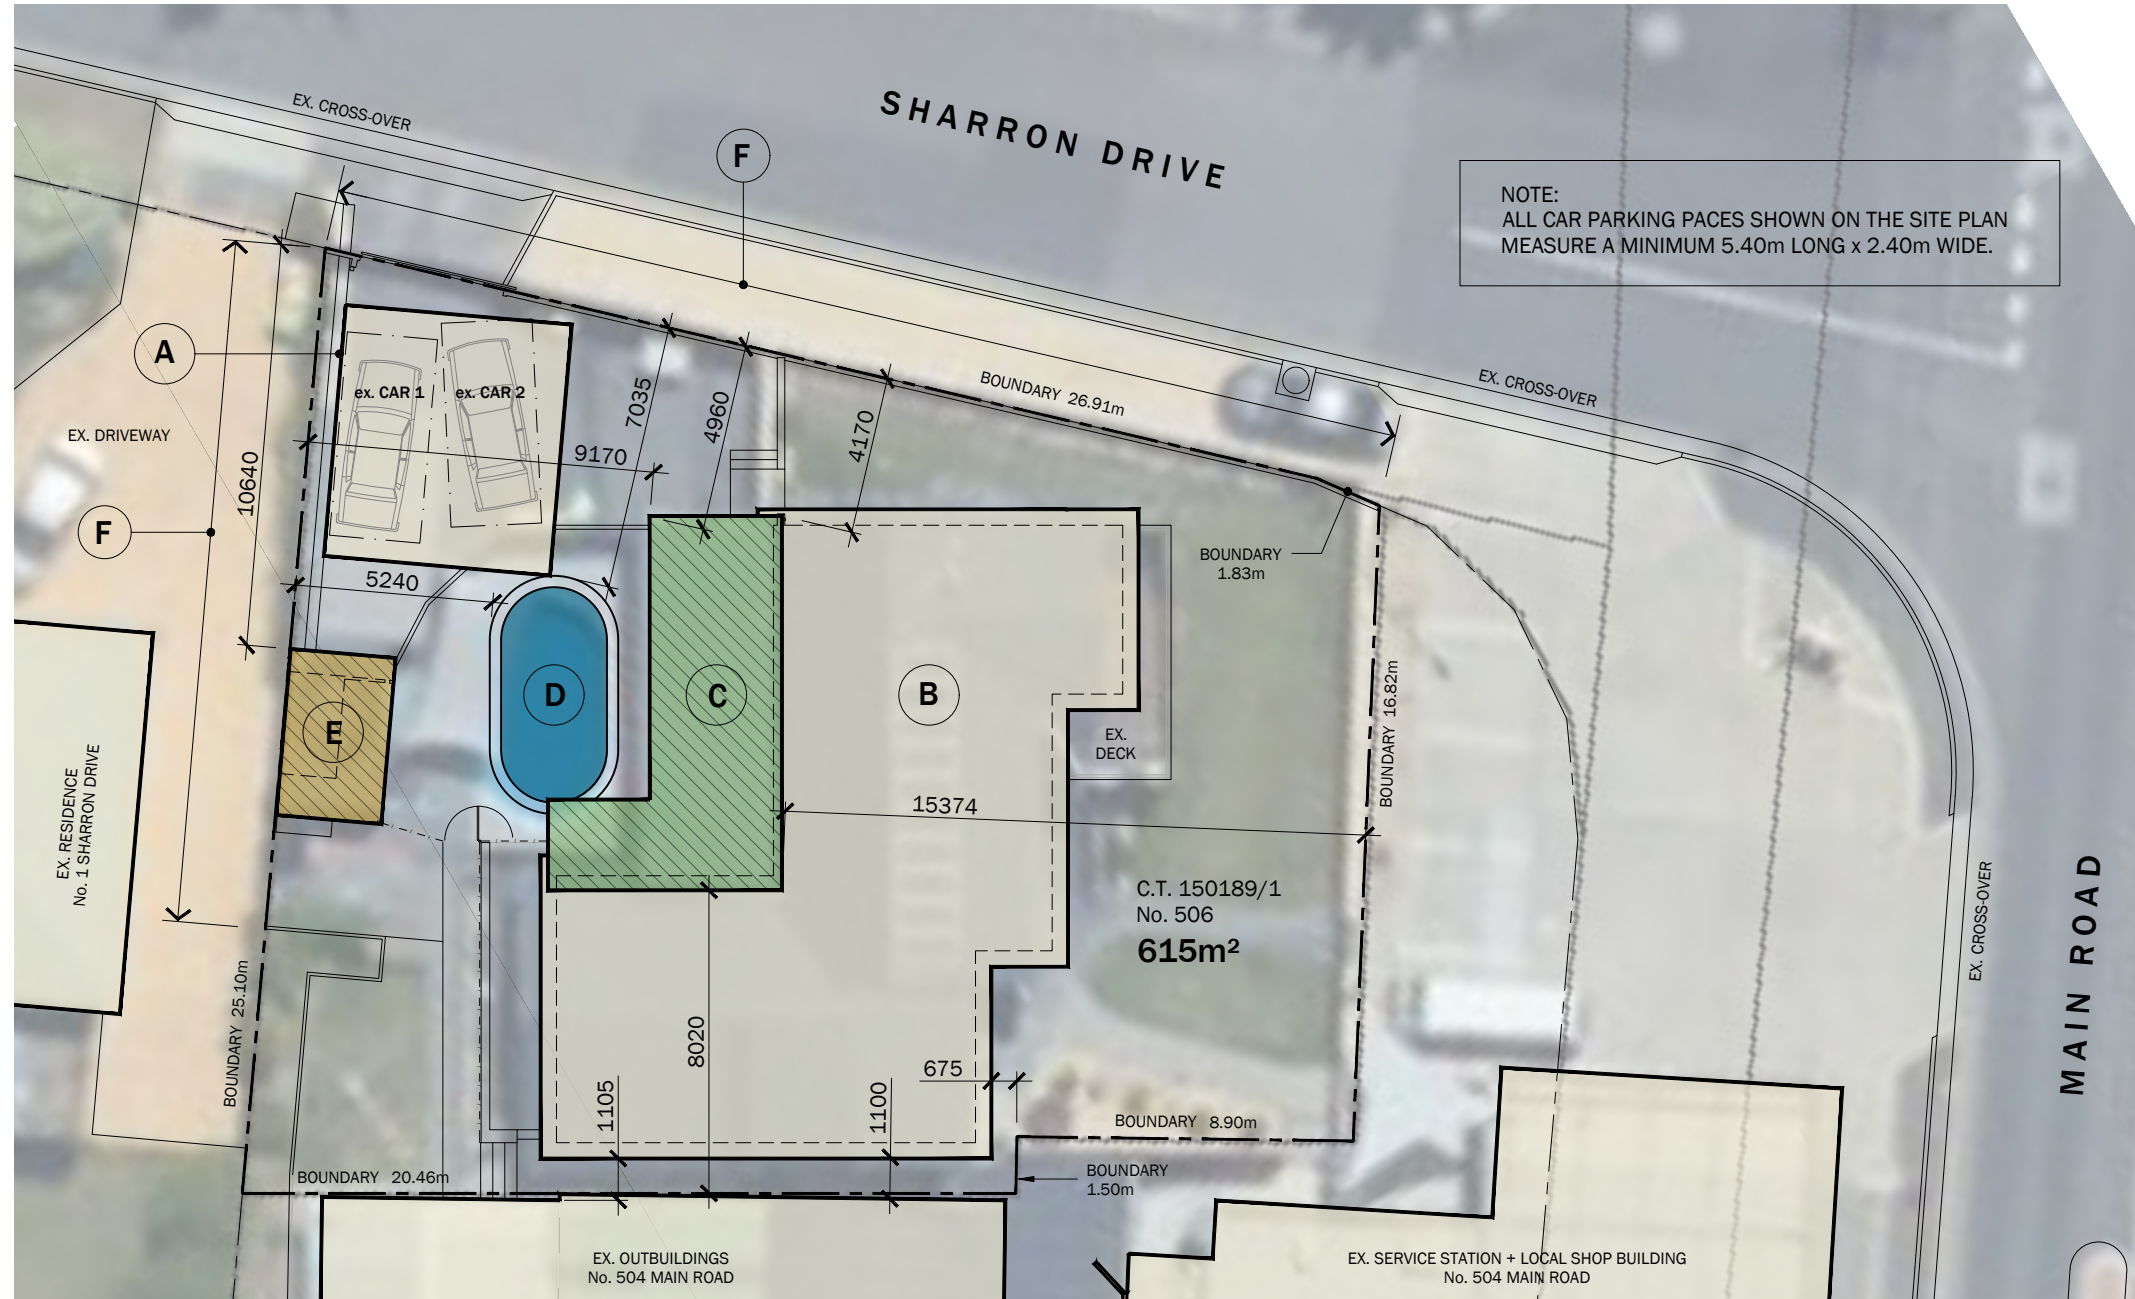 EX. CROSS-OVER
SHARRON DRIVE
F
NOTE:
ALL CAR PARKING PACES SHOWN ON THE SITE PLAN
MEASURE A MINIMUM 5.40m LONG x 2.40m WIDE.
A
ex. CAR 1
ex. CAR 2
EX. DRIVEWAY
BOUNDARY 26.91m
EX. CROSS-OVER
7035
4960
4170
9170
10640
F
5240
BOUNDARY
1.83m
E
D
C
B
EX.
DECK
BOUNDARY 16.82m
EX. RESIDENCE
No. 1 SHARRON DRIVE
15374
C.T. 150189/1
No. 506
615m²
EX. CROSS-OVER
MAIN ROAD
BOUNDARY 25.10m
8020
675
1105
1100
BOUNDARY 8.90m
BOUNDARY 20.46m
BOUNDARY
1.50m
EX. OUTBUILDINGS
No. 504 MAIN ROAD
EX. SERVICE STATION + LOCAL SHOP BUILDING
No. 504 MAIN ROAD